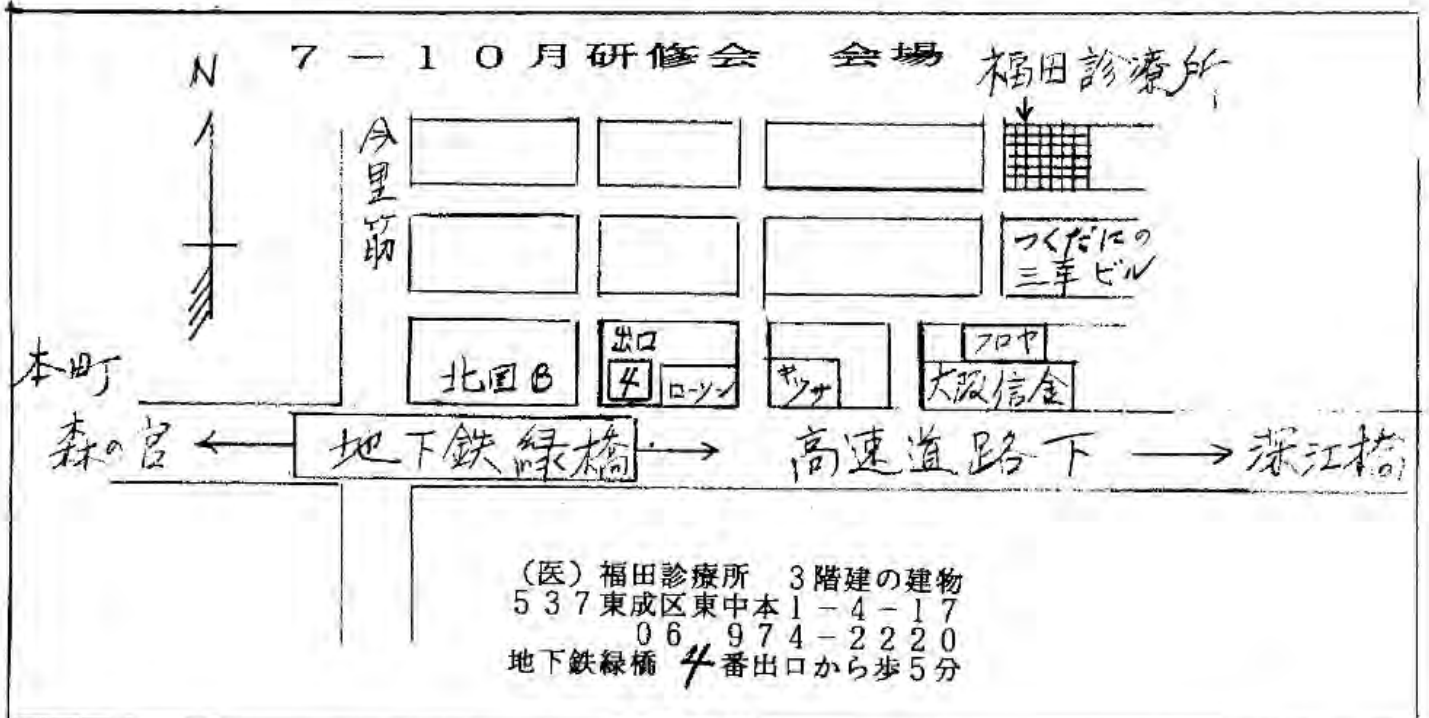 7－10月研修会　会場
N
福田診療所
今里筋
つくだにの
三車ビル
出口
4
ローソン
キッサ
フロヤ
大阪信金
北国B
本町
森の宮
地下鉄緑橋
高速道路下
深江橋
（医）福田診療所　3階建の建物
537東成区東中本1－4－17
06 974－2220
地下鉄緑橋 4番出口から歩5分